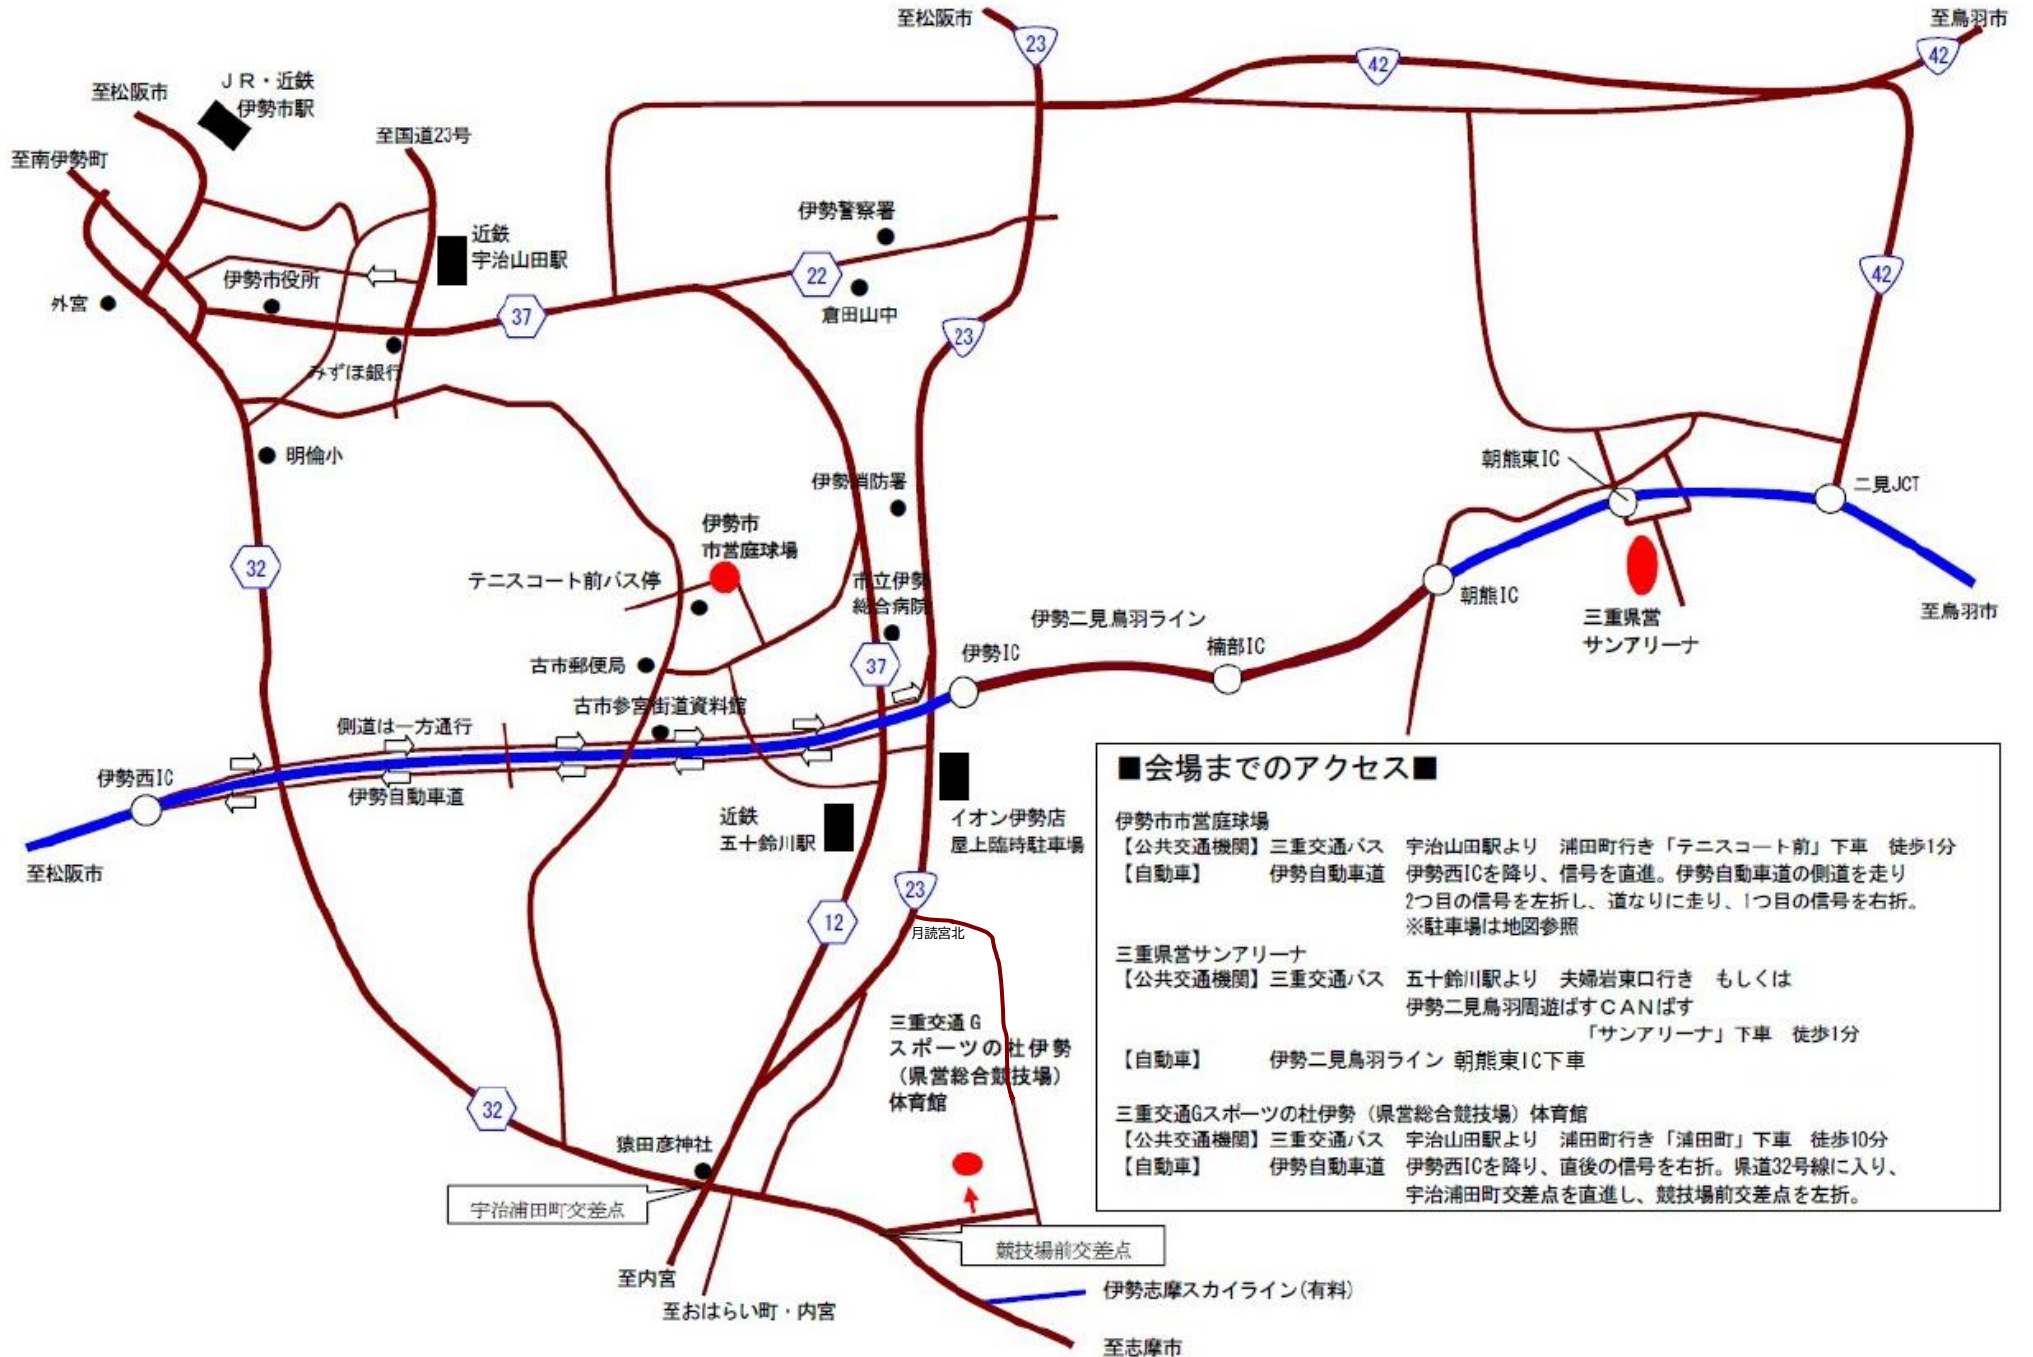 至松阪市
23
至鳥羽市
42
42
ＪＲ・近鉄
伊勢市駅
至松阪市
至国道23号
至南伊勢町
伊勢警察署
近鉄
宇治山田駅
22
42
伊勢市役所
外宮
37
倉田山中
23
みずほ銀行
明倫小
朝熊東IC
二見JCT
伊勢消防署
伊勢市
市営庭球場
32
テニスコート前バス停
市立伊勢
総合病院
朝熊IC
至鳥羽市
伊勢二見鳥羽ライン
三重県営
サンアリーナ
楠部IC
伊勢IC
古市郵便局
37
古市参宮街道資料館
側道は一方通行
伊勢西IC
伊勢自動車道
至松阪市
近鉄
五十鈴川駅
イオン伊勢店
屋上臨時駐車場
23
12
月読宮北
三重交通Ｇ
スポーツの杜伊勢
（県営総合競技場）
体育館
32
猿田彦神社
宇治浦田町交差点
競技場前交差点
至内宮
至おはらい町・内宮
伊勢志摩スカイライン(有料)
至志摩市
■会場までのアクセス■
伊勢市市営庭球場
【公共交通機関】三重交通バス　宇治山田駅より　浦田町行き「テニスコート前」下車　徒歩1分
【自動車】　伊勢自動車道　伊勢西ICを降り、信号を直進。伊勢自動車道の側道を走り
2つ目の信号を左折し、道なりに走り、1つ目の信号を右折。
※駐車場は地図参照
三重県営サンアリーナ
【公共交通機関】三重交通バス　五十鈴川駅より　夫婦岩東口行き　もしくは
伊勢二見鳥羽周遊ばすＣＡＮばす
「サンアリーナ」下車　徒歩1分
【自動車】　伊勢二見鳥羽ライン 朝熊東IC下車
三重交通Gスポーツの杜伊勢（県営総合競技場）体育館
【公共交通機関】三重交通バス　宇治山田駅より　浦田町行き「浦田町」下車　徒歩10分
【自動車】　伊勢自動車道　伊勢西ICを降り、直後の信号を右折。県道32号線に入り、
宇治浦田町交差点を直進し、競技場前交差点を左折。